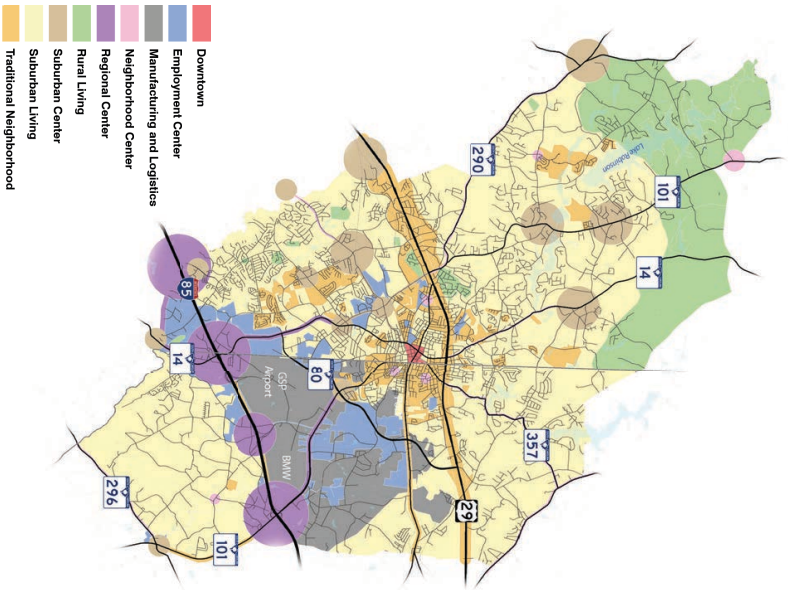 Downtown
Employment Center
Manufacturing and Logistics
Neighborhood Center
Regional Center
Rural Living
Suburban Center
Suburban Living
Traditional Neighborhood
101
Lake Robinson
14
290
357
29
85
14
80
GSP
Airport
BMW
296
101